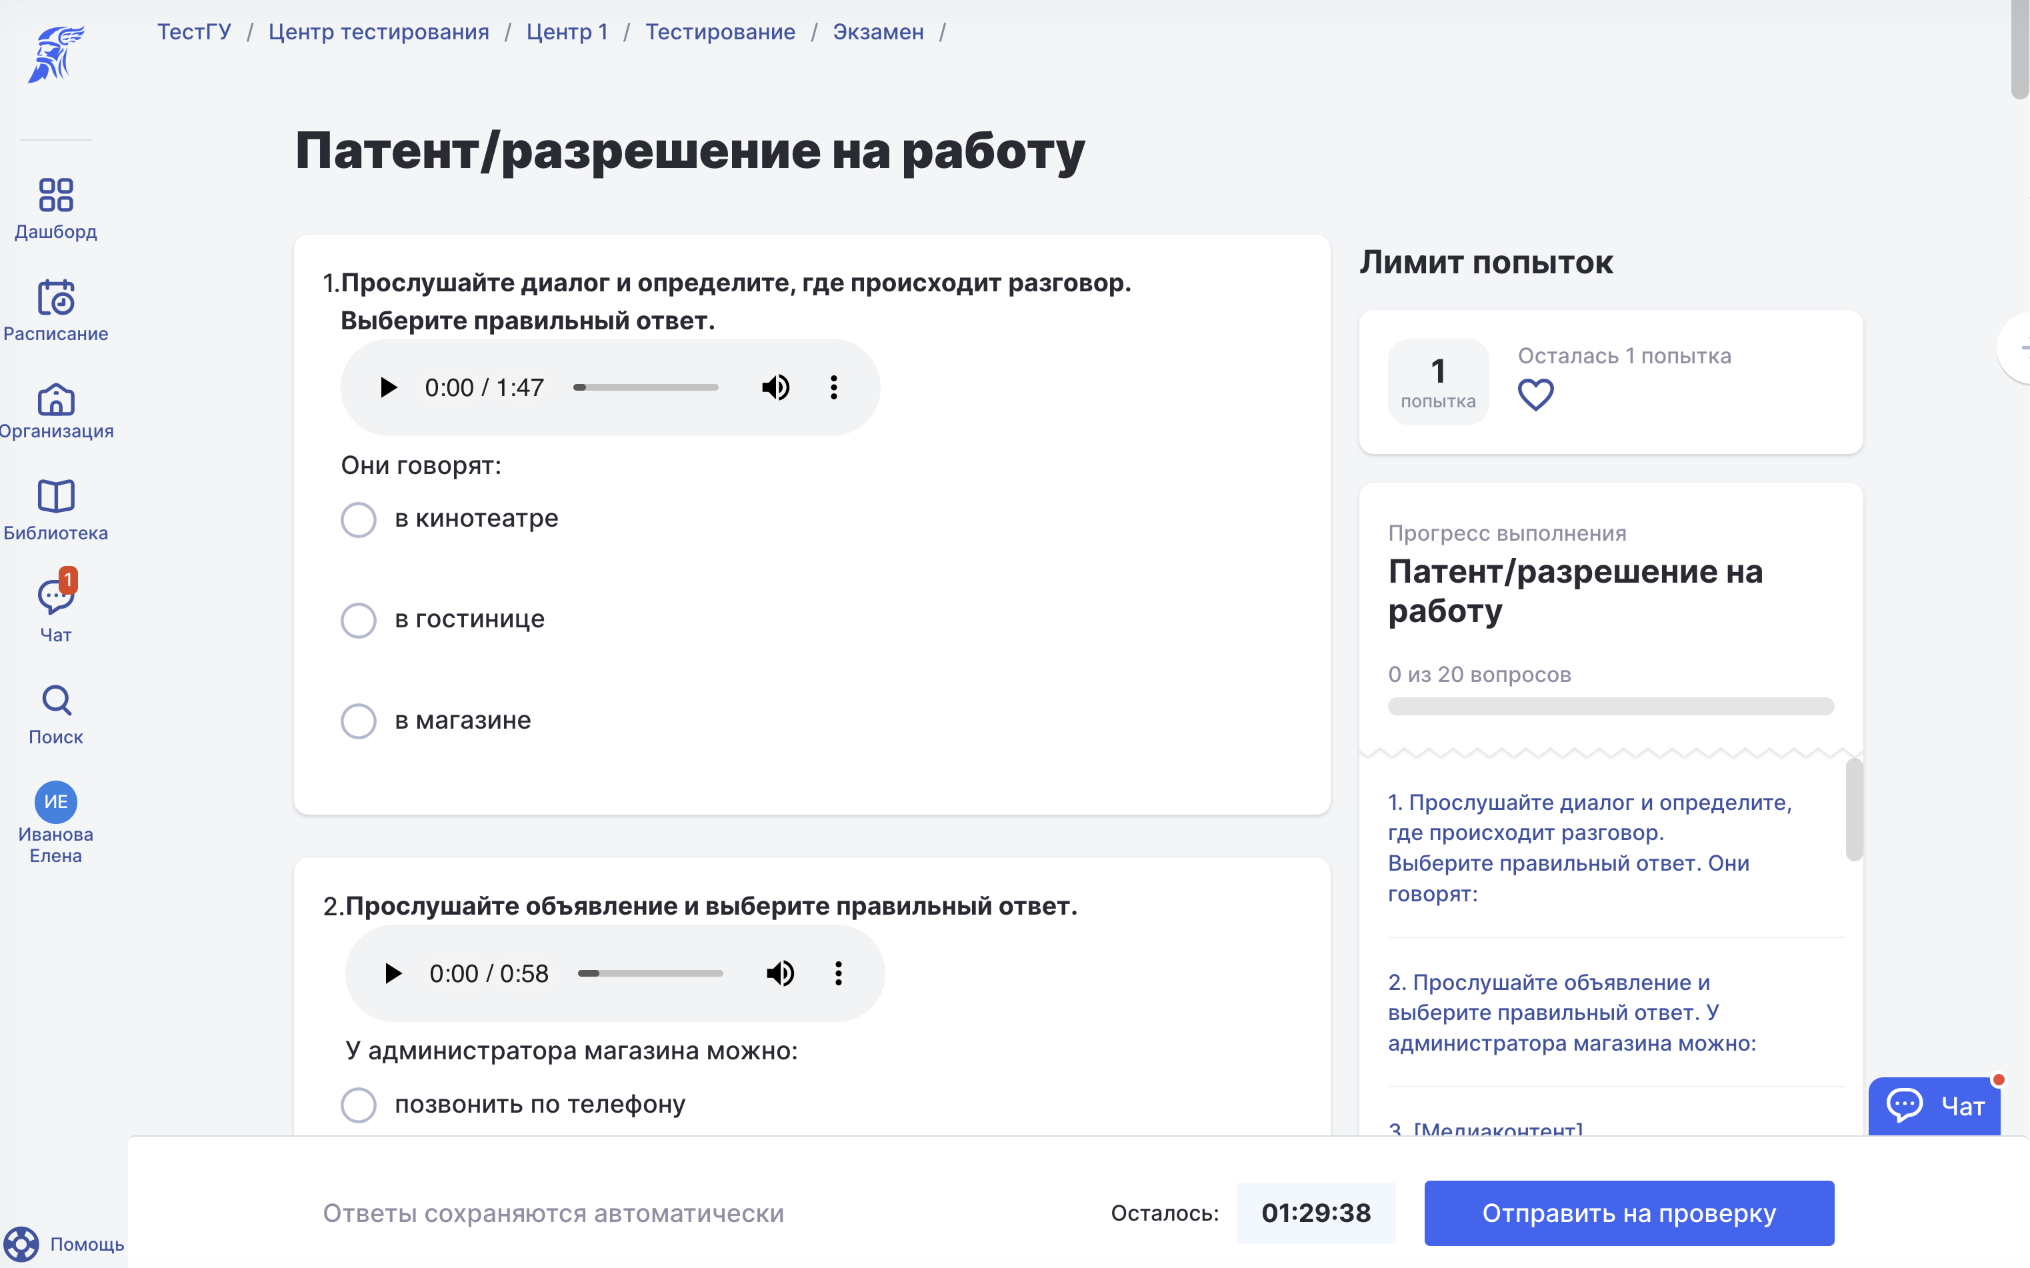 ТестГУ / Центр тестирования / Центр 1 / Тестирование / Экзамен /
Дашборд
Расписание
Организация
Библиотека
1
Чат
Поиск
ИЕ
Иванова
Елена
Помощь
Патент/разрешение на работу
1.Прослушайте диалог и определите, где происходит разговор.
Выберите правильный ответ.
0:00 / 1:47
Они говорят:
в кинотеатре
в гостинице
в магазине
2.Прослушайте объявление и выберите правильный ответ.
0:00 / 0:58
У администратора магазина можно:
позвонить по телефону
Лимит попыток
1
попытка
Осталась 1 попытка
Прогресс выполнения
Патент/разрешение на
работу
0 из 20 вопросов
1. Прослушайте диалог и определите,
где происходит разговор.
Выберите правильный ответ. Они
говорят:
2. Прослушайте объявление и
выберите правильный ответ. У
администратора магазина можно:
3. [Медиаконтент]
Чат
Ответы сохраняются автоматически
Осталось:
01:29:38
Отправить на проверку